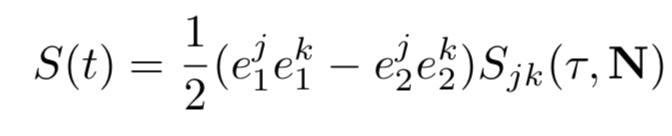 S(t) = \frac{1}{2}(e_1^j e_1^k - e_2^j e_2^k) S_{jk}(\tau, \mathbf{N})